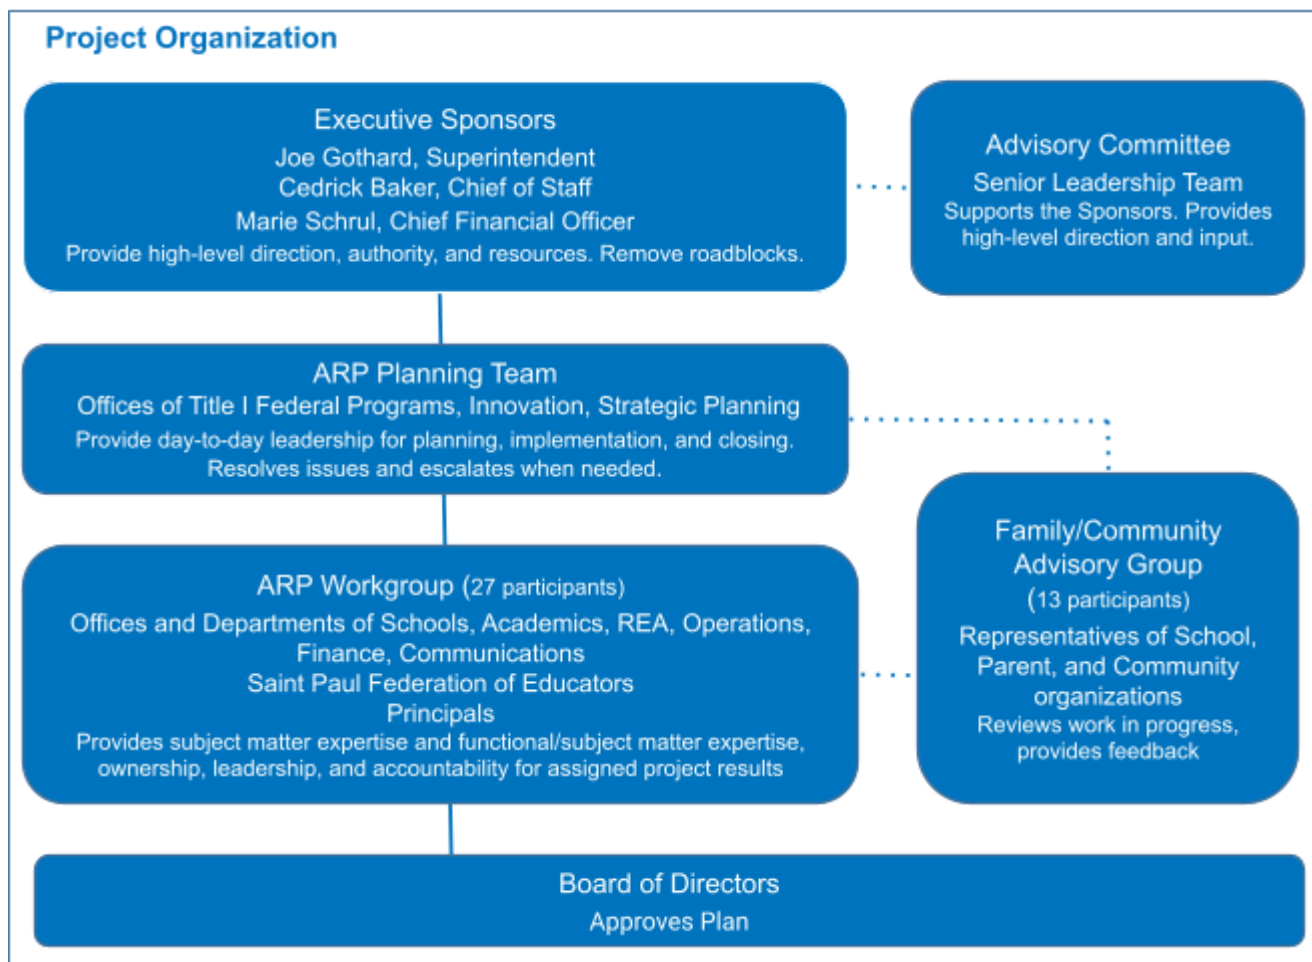 Project Organization
Executive Sponsors
Joe Gothard, Superintendent
Cedrick Baker, Chief of Staff
Marie Schrul, Chief Financial Officer
Provide high-level direction, authority, and resources. Remove roadblocks.
Advisory Committee
Senior Leadership Team
Supports the Sponsors. Provides
high-level direction and input.
ARP Planning Team
Offices of Title I Federal Programs, Innovation, Strategic Planning
Provide day-to-day leadership for planning, implementation, and closing.
Resolves issues and escalates when needed.
ARP Workgroup (27 participants)
Offices and Departments of Schools, Academics, REA, Operations,
Finance, Communications
Saint Paul Federation of Educators
Principals
Provides subject matter expertise and functional/subject matter expertise,
ownership, leadership, and accountability for assigned project results
Family/Community
Advisory Group
(13 participants)
Representatives of School,
Parent, and Community
organizations
Reviews work in progress,
provides feedback
Board of Directors
Approves Plan